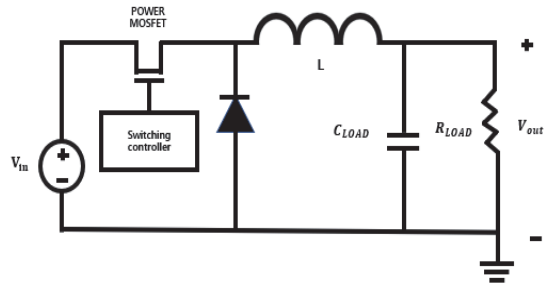 POWER
MOSFET
L
Switching
controller
C_LOAD
R_LOAD
V_out
V_in
+
-
+
-